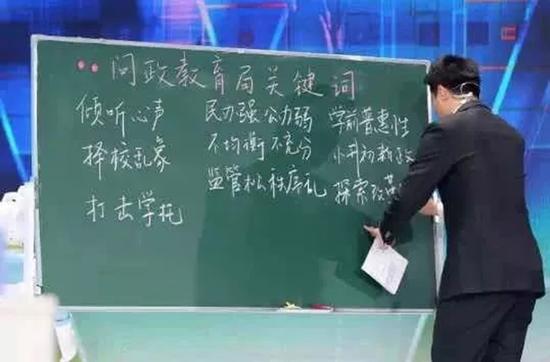 问政教育局关键词
倾听心声 民办强公办弱 学前普惠性
择校乱象 不均衡不充分 小升初新政
打击学托 监管松秩序乱 探索改革